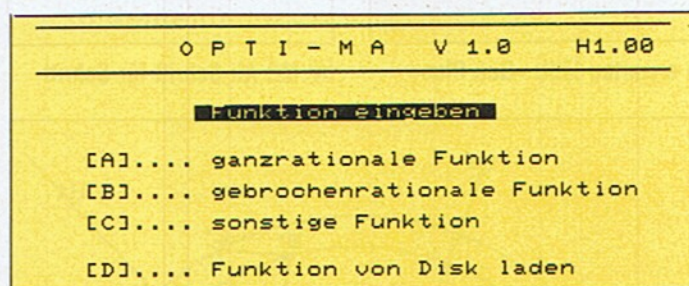 O P T I - M A V 1.0 H1.00
Funktion eingeben
[A].... ganzrationale Funktion
[B].... gebrochenrationale Funktion
[C].... sonstige Funktion
[D].... Funktion von Disk laden